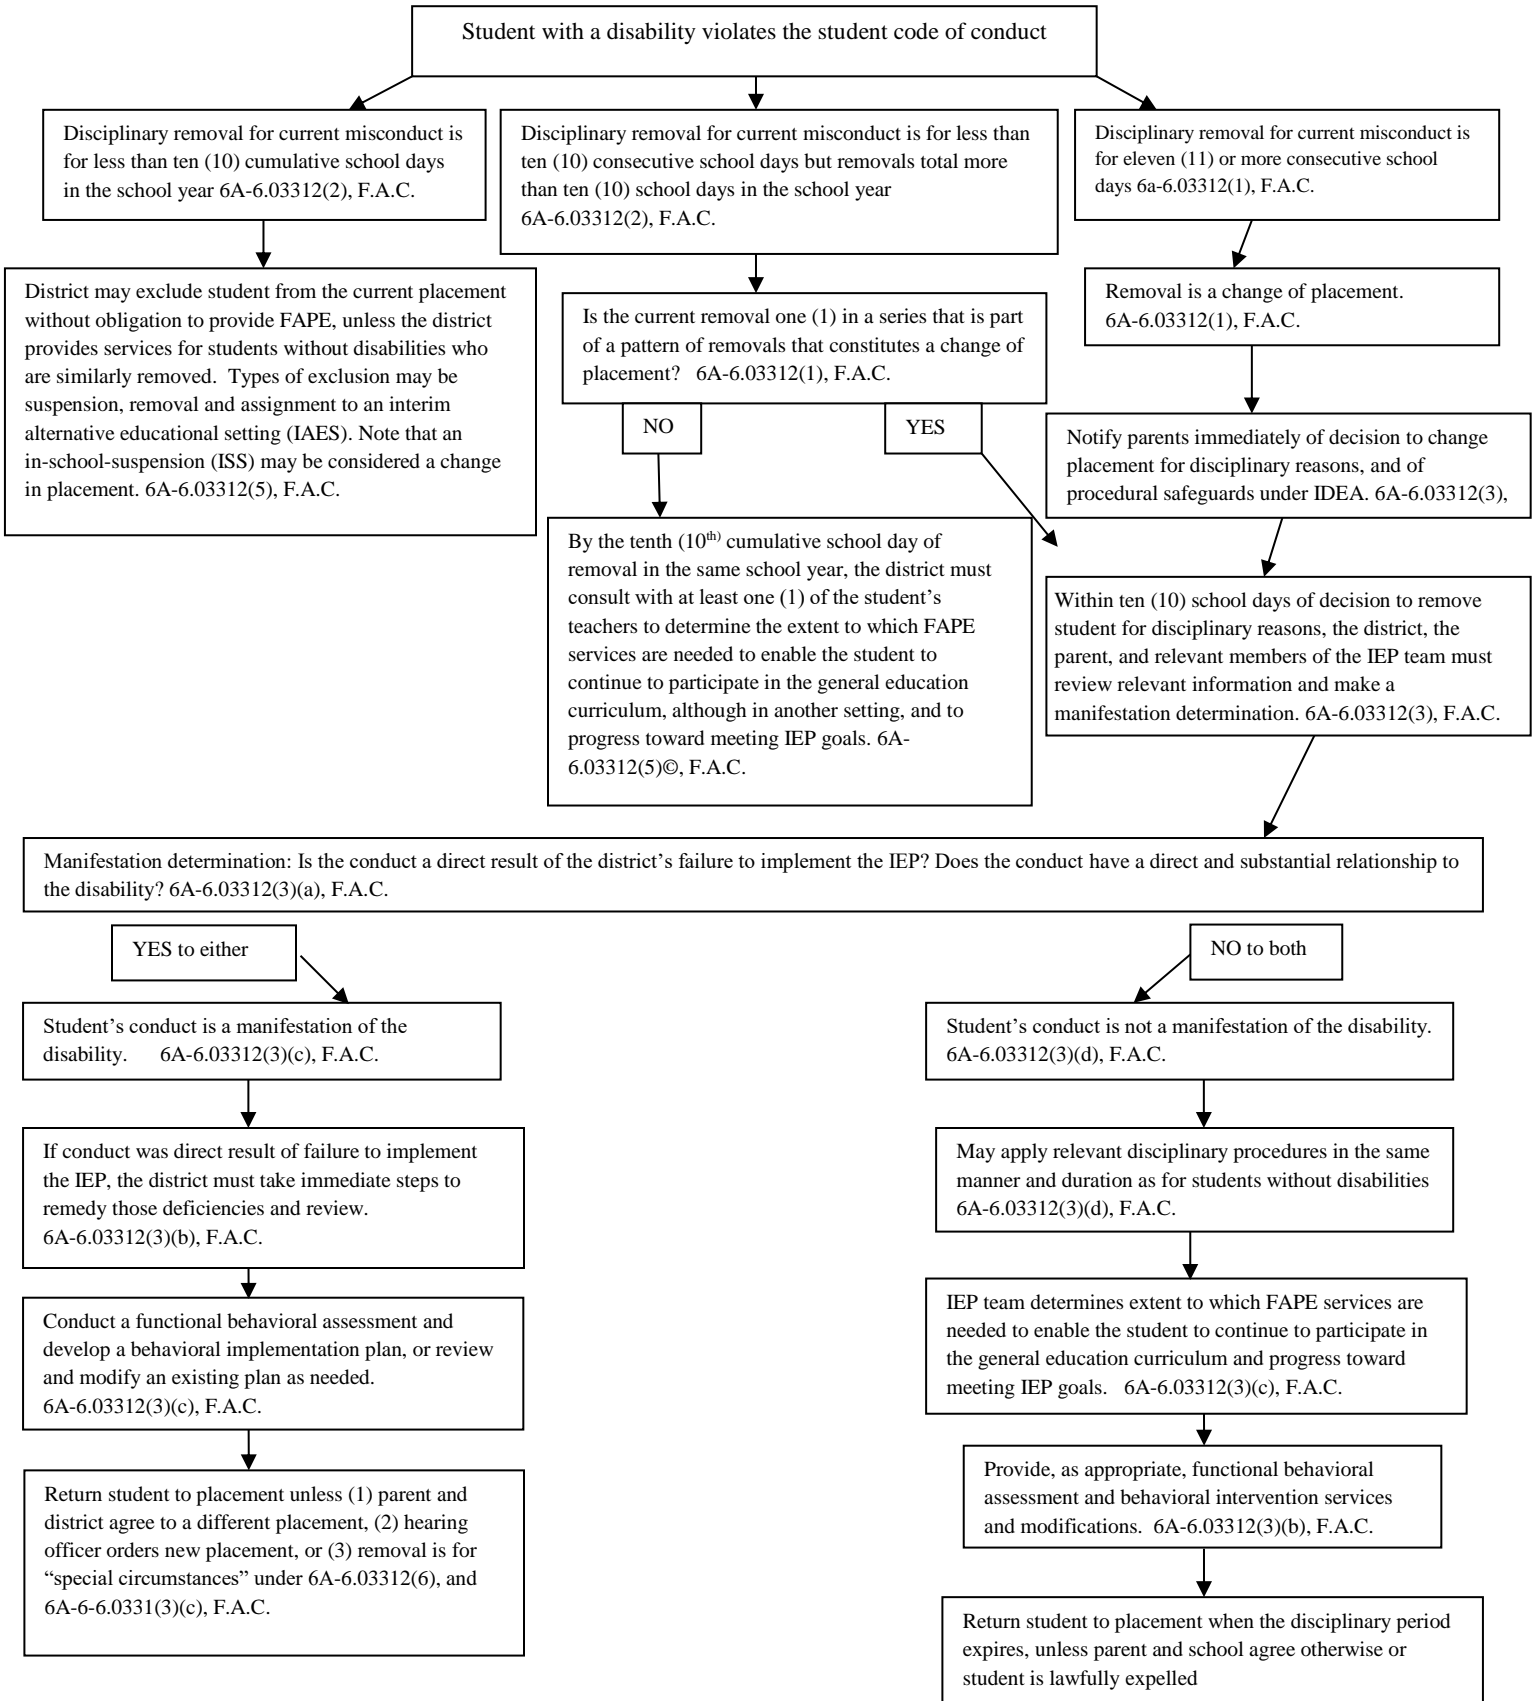 Student with a disability violates the student code of conduct
Disciplinary removal for current misconduct is
for less than ten (10) cumulative school days
in the school year 6A-6.03312(2), F.A.C.
Disciplinary removal for current misconduct is for less than
ten (10) consecutive school days but removals total more
than ten (10) school days in the school year
6A-6.03312(2), F.A.C.
Disciplinary removal for current misconduct is
for eleven (11) or more consecutive school
days 6a-6.03312(1), F.A.C.
District may exclude student from the current placement
without obligation to provide FAPE, unless the district
provides services for students without disabilities who
are similarly removed.  Types of exclusion may be
suspension, removal and assignment to an interim
alternative educational setting (IAES). Note that an
in-school-suspension (ISS) may be considered a change
in placement. 6A-6.03312(5), F.A.C.
Is the current removal one (1) in a series that is part
of a pattern of removals that constitutes a change of
placement?   6A-6.03312(1), F.A.C.
Removal is a change of placement.
6A-6.03312(1), F.A.C.
NO
YES
Notify parents immediately of decision to change
placement for disciplinary reasons, and of
procedural safeguards under IDEA. 6A-6.03312(3),
By the tenth (10th) cumulative school day of
removal in the same school year, the district must
consult with at least one (1) of the student’s
teachers to determine the extent to which FAPE
services are needed to enable the student to
continue to participate in the general education
curriculum, although in another setting, and to
progress toward meeting IEP goals. 6A-
6.03312(5)©, F.A.C.
Within ten (10) school days of decision to remove
student for disciplinary reasons, the district, the
parent, and relevant members of the IEP team must
review relevant information and make a
manifestation determination. 6A-6.03312(3), F.A.C.
Manifestation determination: Is the conduct a direct result of the district’s failure to implement the IEP? Does the conduct have a direct and substantial relationship to
the disability? 6A-6.03312(3)(a), F.A.C.
YES to either
NO to both
Student’s conduct is a manifestation of the
disability.      6A-6.03312(3)(c), F.A.C.
Student’s conduct is not a manifestation of the disability.
6A-6.03312(3)(d), F.A.C.
If conduct was direct result of failure to implement
the IEP, the district must take immediate steps to
remedy those deficiencies and review.
6A-6.03312(3)(b), F.A.C.
May apply relevant disciplinary procedures in the same
manner and duration as for students without disabilities
6A-6.03312(3)(d), F.A.C.
Conduct a functional behavioral assessment and
develop a behavioral implementation plan, or review
and modify an existing plan as needed.
6A-6.03312(3)(c), F.A.C.
IEP team determines extent to which FAPE services are
needed to enable the student to continue to participate in
the general education curriculum and progress toward
meeting IEP goals.   6A-6.03312(3)(c), F.A.C.
Return student to placement unless (1) parent and
district agree to a different placement, (2) hearing
officer orders new placement, or (3) removal is for
“special circumstances” under 6A-6.03312(6), and
6A-6-6.0331(3)(c), F.A.C.
Provide, as appropriate, functional behavioral
assessment and behavioral intervention services
and modifications.  6A-6.03312(3)(b), F.A.C.
Return student to placement when the disciplinary period
expires, unless parent and school agree otherwise or
student is lawfully expelled